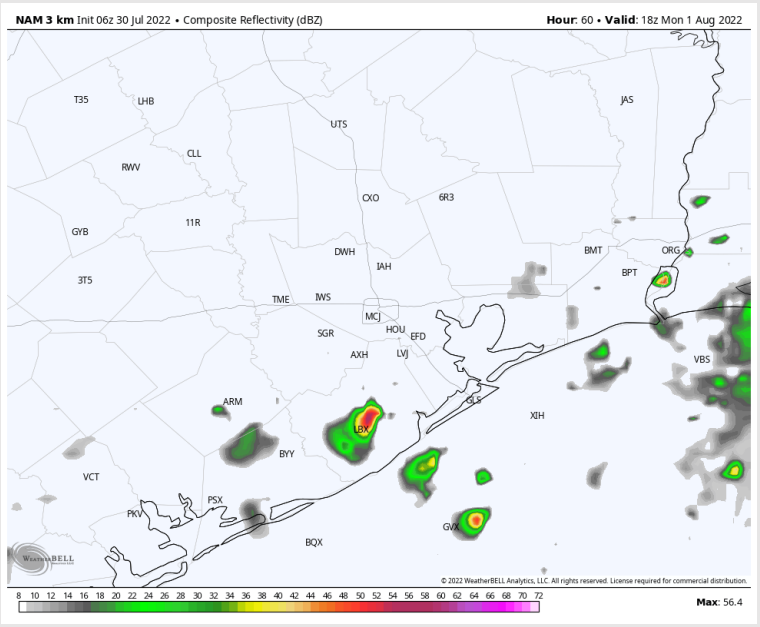 NAM 3 km Init 06z 30 Jul 2022 • Composite Reflectivity (dBZ) Hour: 60 • Valid: 18z Mon 1 Aug 2022
T35 LHB JAS
UTS
CLL
RWV
CXO 6R3
11R
GYB
DWH BMT ORG
IAH
BPT
3T5
TME IWS
MCJ
HOU
SGR EFD
AXH LVJ
VBS
ARM GLS
XIH
LBX
BYY
VCT
PSX
PKV
GVX
BQX
WEATHERBELL
© 2022 WeatherBELL Analytics, LLC. All rights reserved. License required for commercial distribution.
8 10 12 14 16 18 20 22 24 26 28 30 32 34 36 38 40 42 44 46 48 50 52 54 56 58 60 62 64 66 68 70 72 Max: 56.4